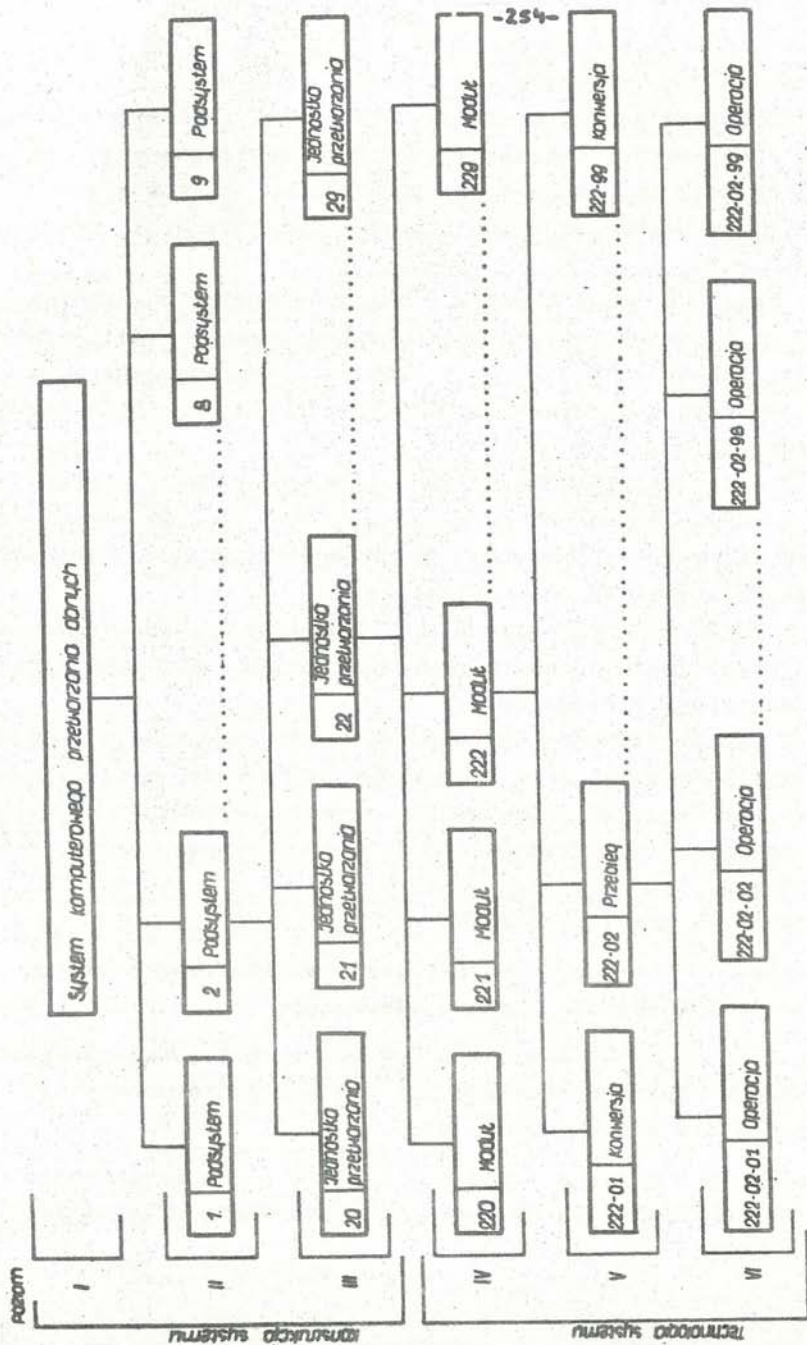 -254-
Poziom
I
System komputerowego przetwarzania danych
II
1. Podsystem
2 Podsystem
8 Podsystem
9 Podsystem
III
20 Jednostka
przetwarzania
21 Jednostka
przetwarzania
22 Jednostka
przetwarzania
29 Jednostka
przetwarzania
Konstrukcja systemu
IV
220 Moduł
221 Moduł
222 Moduł
229 Moduł
V
222-01 Konwersja
222-02 Przebieg
222-99 Konwersja
VI
222-02-01 Operacja
222-02-02 Operacja
222-02-98 Operacja
222-02-99 Operacja
Technologia systemu